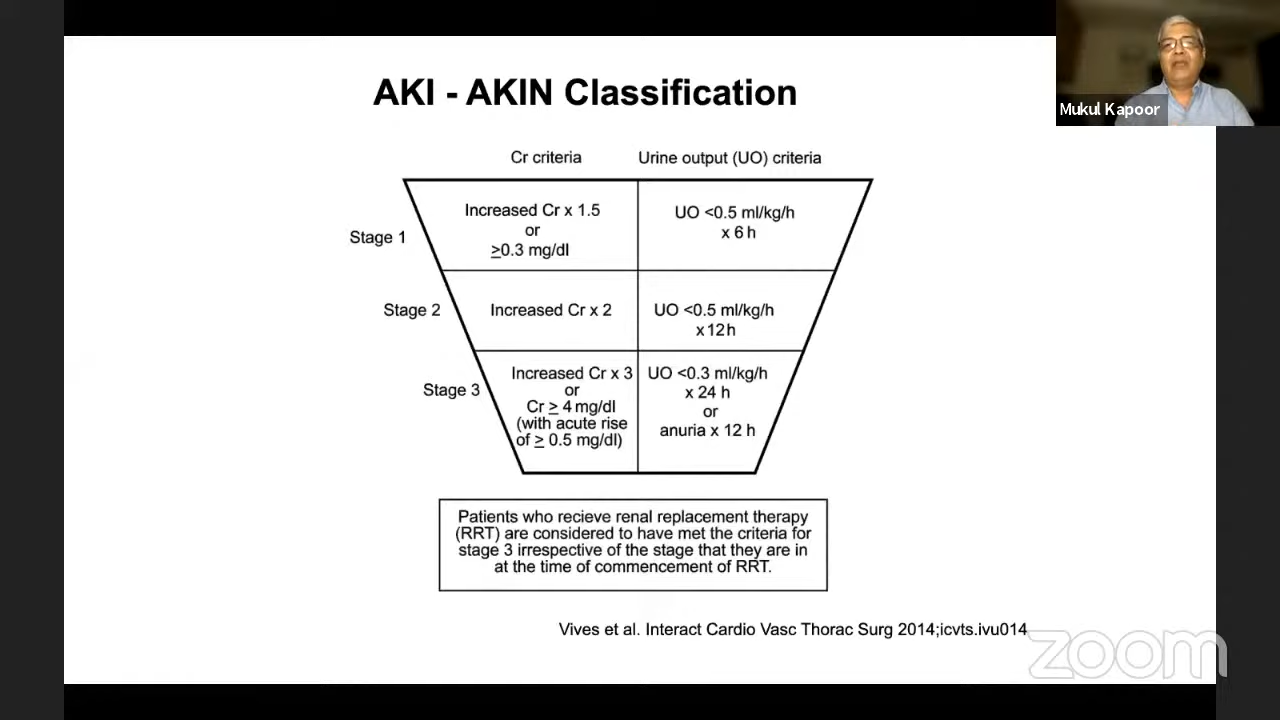 AKI - AKIN Classification
Mukul Kapoor
Cr criteria
Urine output (UO) criteria
Stage 1
Increased Cr x 1.5
or
≥0.3 mg/dl
UO <0.5 ml/kg/h
x 6 h
Stage 2
Increased Cr x 2
UO <0.5 ml/kg/h
x 12 h
Stage 3
Increased Cr x 3
or
Cr ≥ 4 mg/dl
(with acute rise
of ≥ 0.5 mg/dl)
UO <0.3 ml/kg/h
x 24 h
or
anuria x 12 h
Patients who recieve renal replacement therapy
(RRT) are considered to have met the criteria for
stage 3 irrespective of the stage that they are in
at the time of commencement of RRT.
Vives et al. Interact Cardio Vasc Thorac Surg 2014;icvts.ivu014
zoom